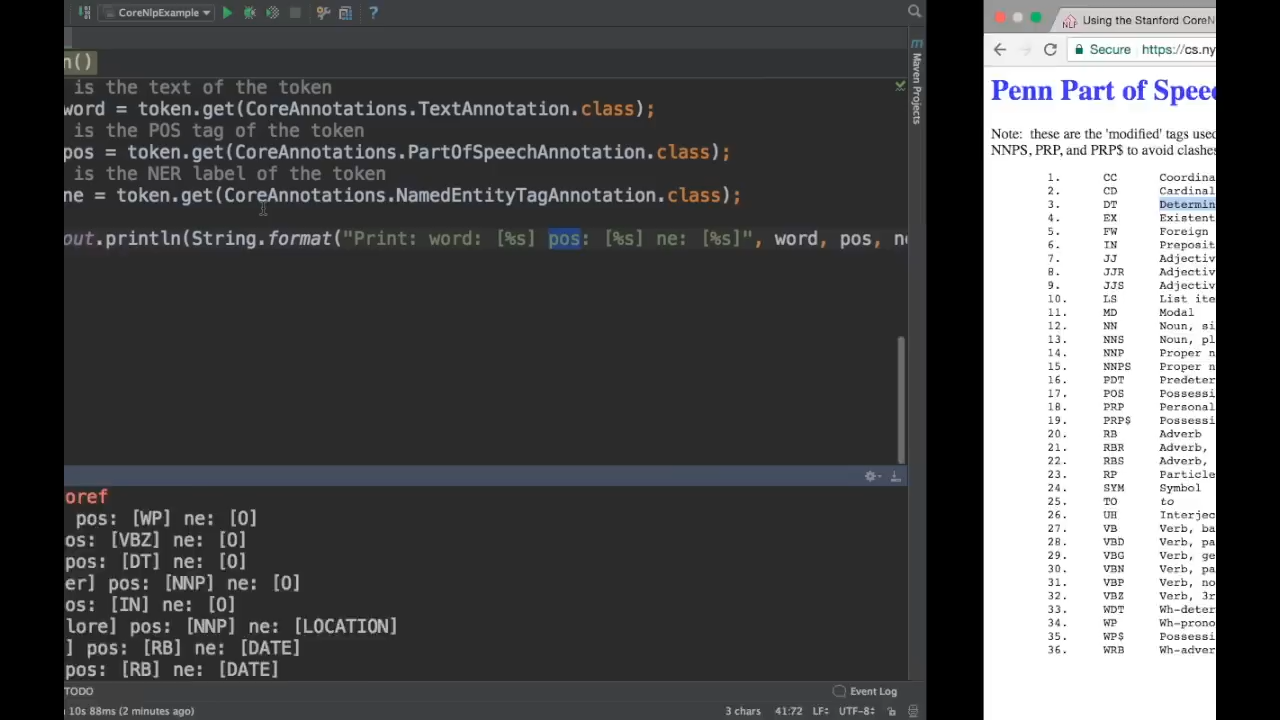 CoreNlpExample
n()
is the text of the token
word = token.get(CoreAnnotations.TextAnnotation.class);
is the POS tag of the token
pos = token.get(CoreAnnotations.PartOfSpeechAnnotation.class);
is the NER label of the token
ne = token.get(CoreAnnotations.NamedEntityTagAnnotation.class);
out.println(String.format("Print: word: [%s] pos: [%s] ne: [%s]", word, pos, ne
Maven Projects
oref
pos: [WP] ne: [O]
os: [VBZ] ne: [O]
pos: [DT] ne: [O]
er] pos: [NNP] ne: [O]
os: [IN] ne: [O]
lore] pos: [NNP] ne: [LOCATION]
] pos: [RB] ne: [DATE]
pos: [RB] ne: [DATE]
TODO
Event Log
10s 88ms (2 minutes ago)
3 chars 41:72 LF÷ UTF-8÷
NLP
Using the Stanford CoreN
Secure https://cs.ny
Penn Part of Speec
Note: these are the 'modified' tags used
NNPS, PRP, and PRP$ to avoid clashes
1. CC Coordina
2. CD Cardinal
3. DT Determin
4. EX Existent
5. FW Foreign
6. IN Preposit
7. JJ Adjectiv
8. JJR Adjectiv
9. JJS Adjectiv
10. LS List ite
11. MD Modal
12. NN Noun, si
13. NNS Noun, pl
14. NNP Proper n
15. NNPS Proper n
16. PDT Predeter
17. POS Possessi
18. PRP Personal
19. PRP$ Possessi
20. RB Adverb
21. RBR Adverb,
22. RBS Adverb,
23. RP Particle
24. SYM Symbol
25. TO to
26. UH Interjec
27. VB Verb, ba
28. VBD Verb, pa
29. VBG Verb, ge
30. VBN Verb, pa
31. VBP Verb, no
32. VBZ Verb, 3r
33. WDT Wh-deter
34. WP Wh-prono
35. WP$ Possessi
36. WRB Wh-adver